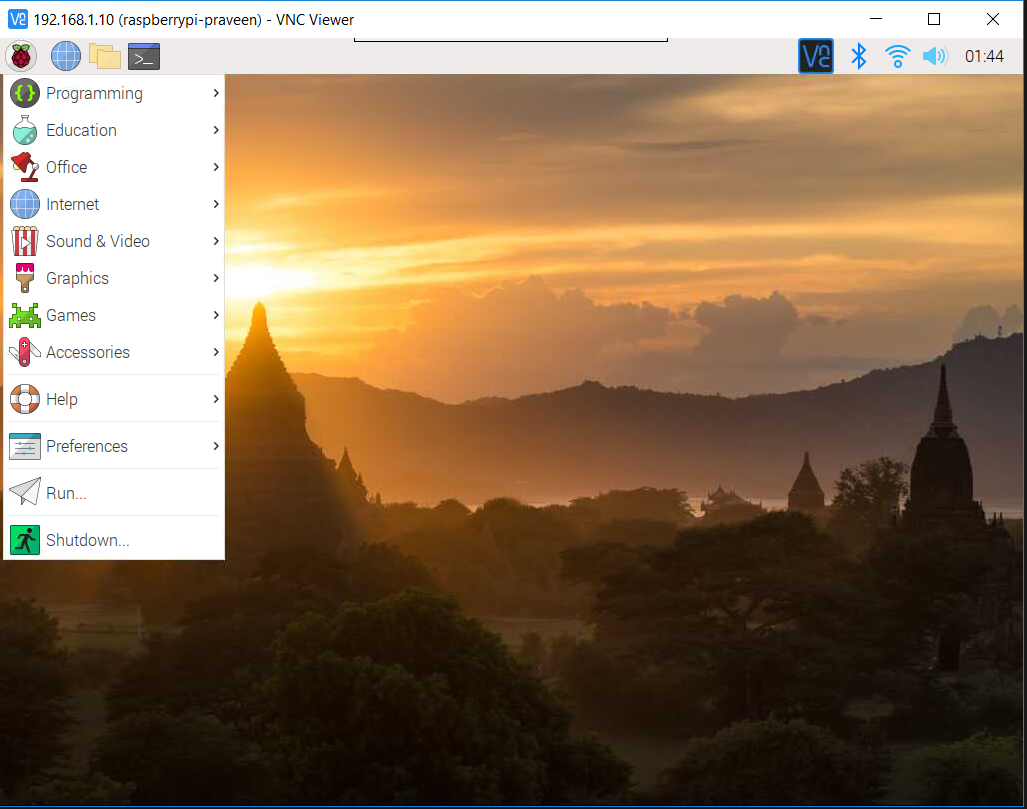 192.168.1.10 (raspberrypi-praveen) - VNC Viewer
01:44
Programming
Education
Office
Internet
Sound & Video
Graphics
Games
Accessories
Help
Preferences
Run...
Shutdown...